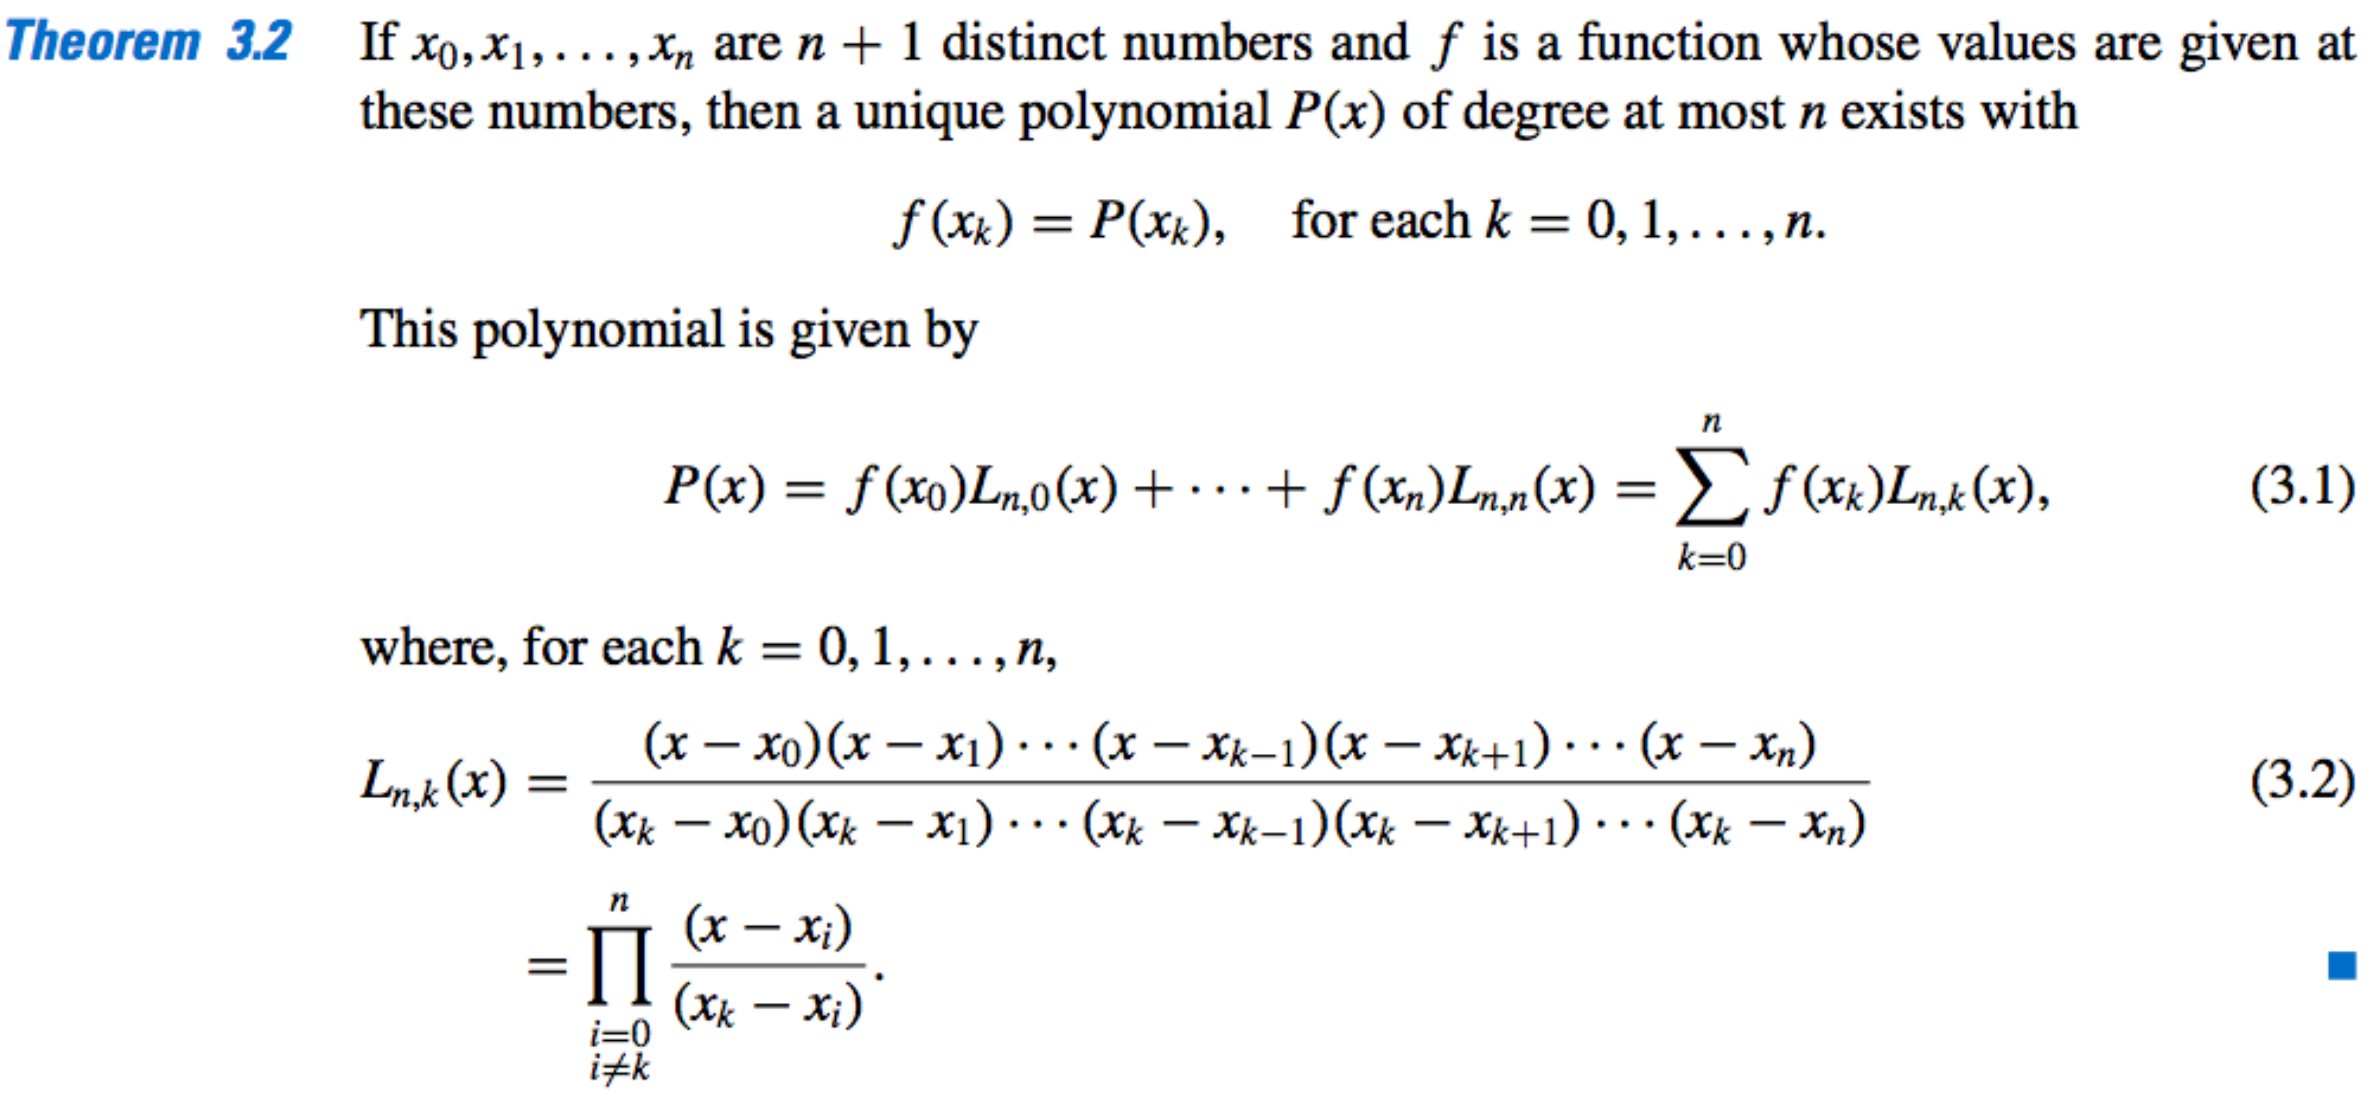 Theorem 3.2 If x₀, x₁, . . . , xₙ are n + 1 distinct numbers and f is a function whose values are given at
these numbers, then a unique polynomial P(x) of degree at most n exists with
f(xₖ) = P(xₖ), for each k = 0, 1, . . . , n.
This polynomial is given by
P(x) = f(x₀)Lₙ,₀(x) + · · · + f(xₙ)Lₙ,ₙ(x) = ∑_{k=0}^{n} f(xₖ)Lₙ,ₖ(x), (3.1)
where, for each k = 0, 1, . . . , n,
Lₙ,ₖ(x) = \frac{(x − x₀)(x − x₁) · · · (x − xₖ₋₁)(x − xₖ₊₁) · · · (x − xₙ)}{(xₖ − x₀)(xₖ − x₁) · · · (xₖ − xₖ₋₁)(xₖ − xₖ₊₁) · · · (xₖ − xₙ)} (3.2)
= ∏_{i=0, i≠k}^{n} \frac{(x − xᵢ)}{(xₖ − xᵢ)}.